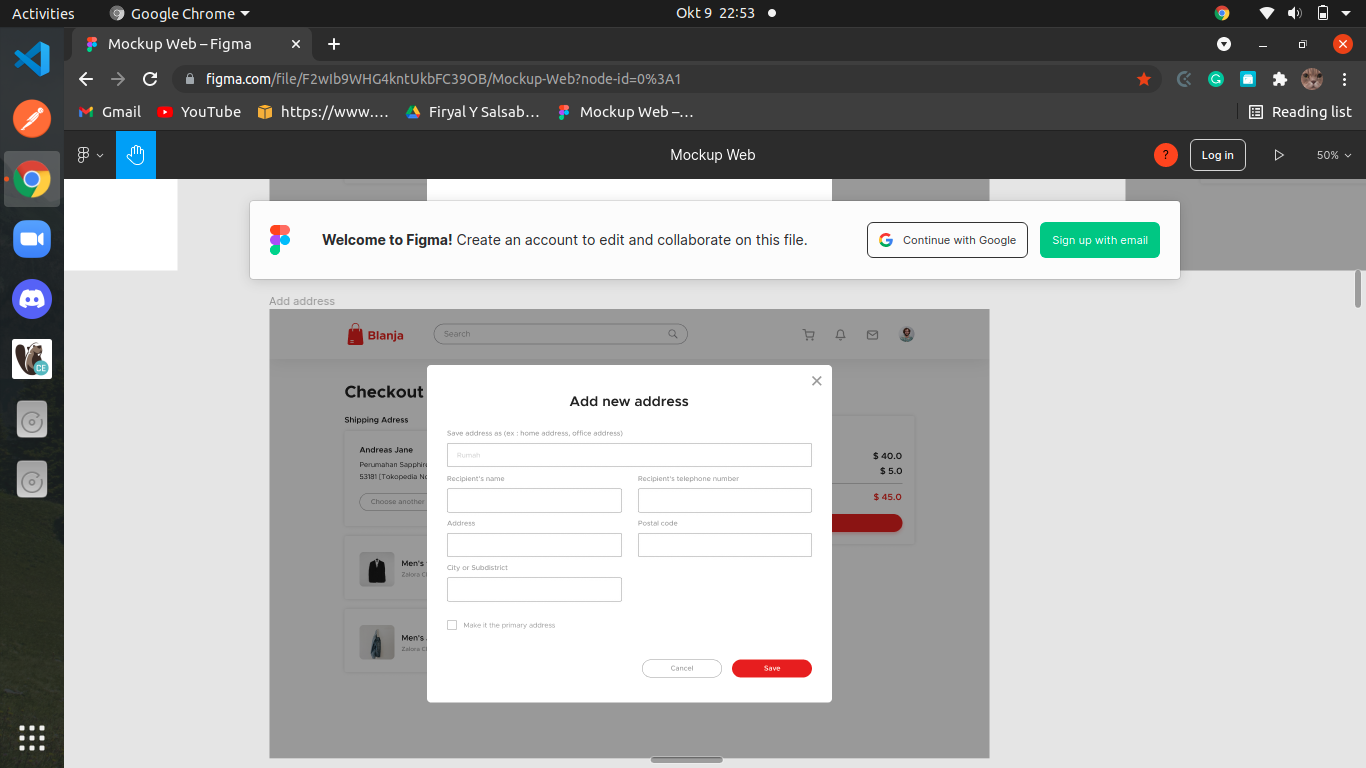 Activities
Google Chrome
Okt 9 22:53
Mockup Web – Figma
figma.com/file/F2wIb9WHG4kntUkbFC39OB/Mockup-Web?node-id=0%3A1
Gmail
YouTube
https://www.…
Firyal Y Salsab…
Mockup Web –…
Reading list
Mockup Web
?
Log in
50%
Welcome to Figma! Create an account to edit and collaborate on this file.
Continue with Google
Sign up with email
Add address
Blanja
Search
Checkout
Add new address
Shipping Adress
Save address as (ex : home address, office address)
Andreas Jane
Rumah
$ 40.0
Perumahan Sapphire
$ 5.0
53181 [Tokopedia No
Recipient's name
Recipient's telephone number
$ 45.0
Choose another
Address
Postal code
Men's
City or Subdistrict
Zalora Cl
Make it the primary address
Men's
Zalora Cl
Cancel
Save
CE